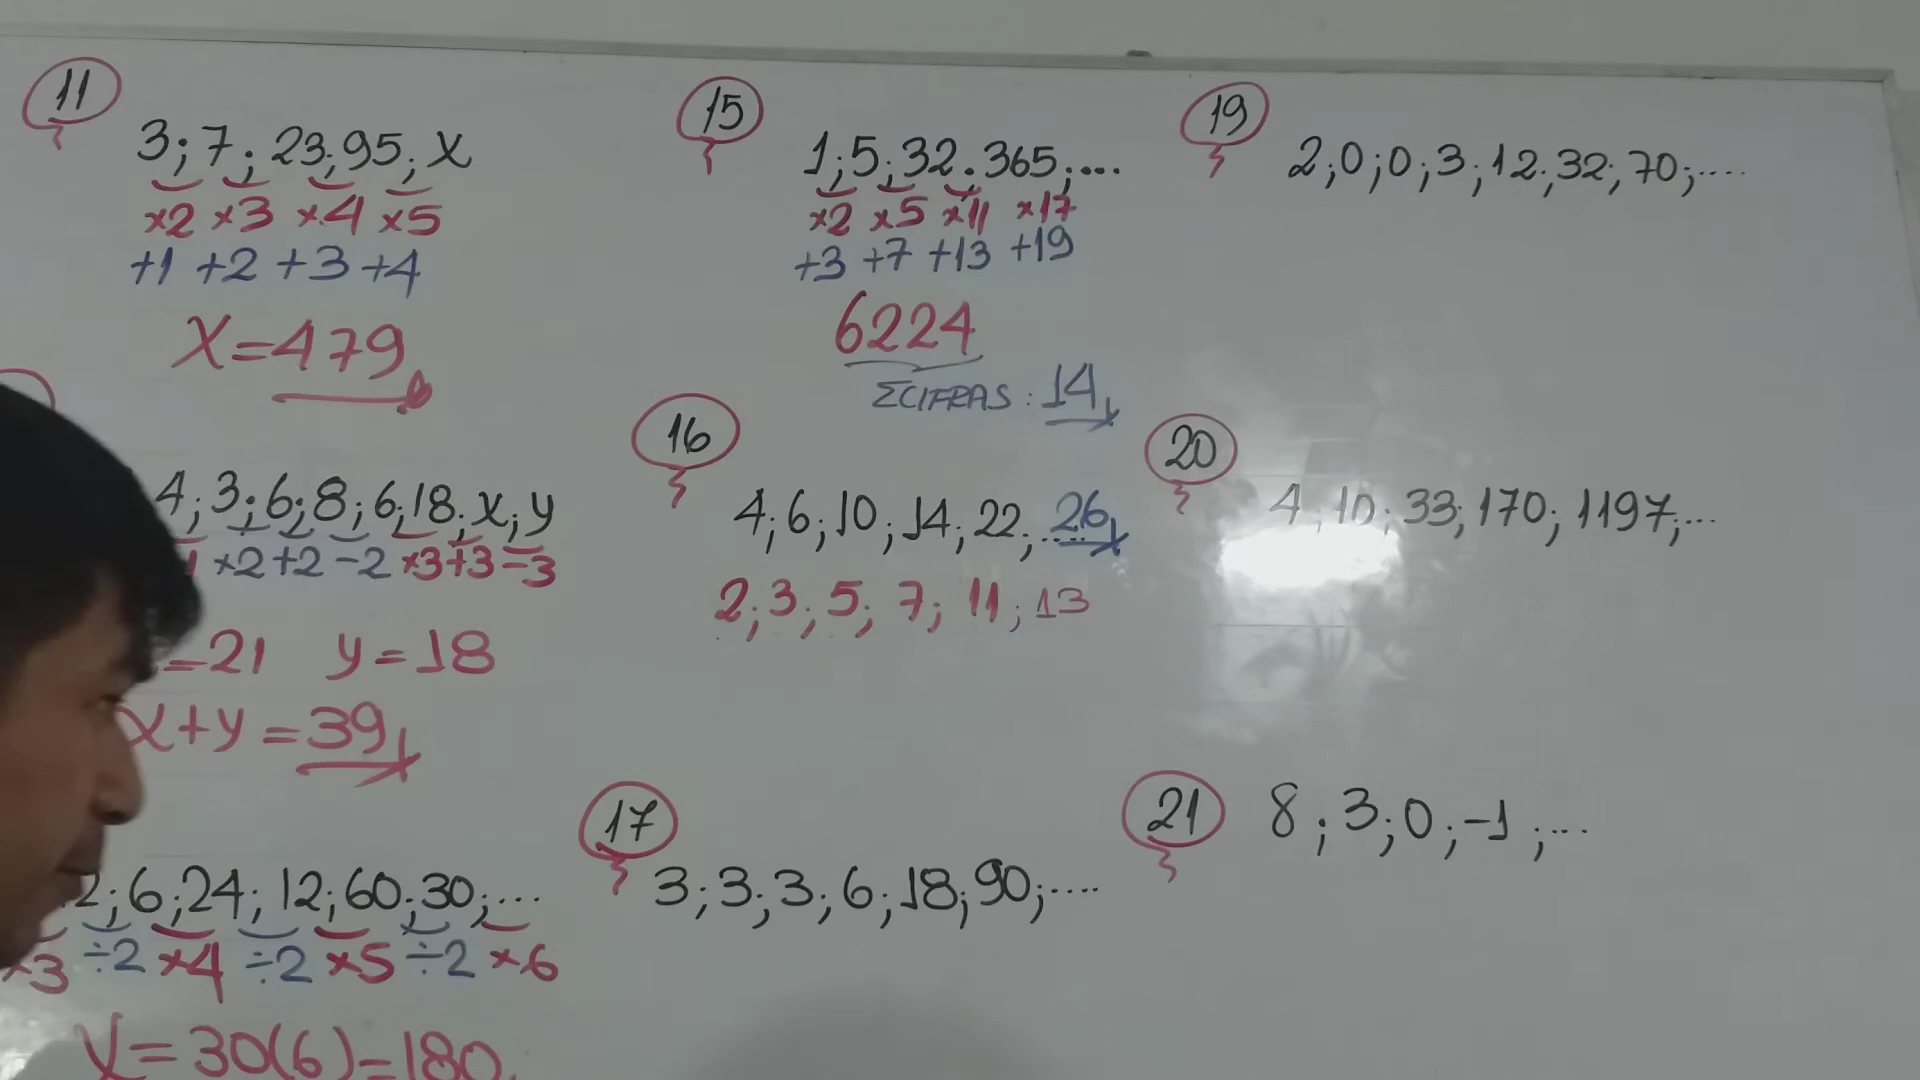 11
3; 7; 23; 95; x
×2 ×3 ×4 ×5
+1 +2 +3 +4
X=479
4; 3; 6; 8; 6; 18; x; y
×2 +2 -2 ×3 +3 -3
=21 y=18
x+y=39
2; 6; 24; 12; 60; 30; ...
×3 ÷2 ×4 ÷2 ×5 ÷2 ×6
X=30(6)=180
15
1; 5; 32; 365; ....
×2 ×5 ×11 ×17
+3 +7 +13 +19
6224
ΣCIFRAS: 14
16
4; 6; 10; 14; 22; 26
2; 3; 5; 7; 11; 13
17
3; 3; 3; 6; 18; 90; ....
19
2; 0; 0; 3; 12; 32; 70; ....
20
4; 10; 33; 170; 1197; ...
21
8; 3; 0; -1; ...